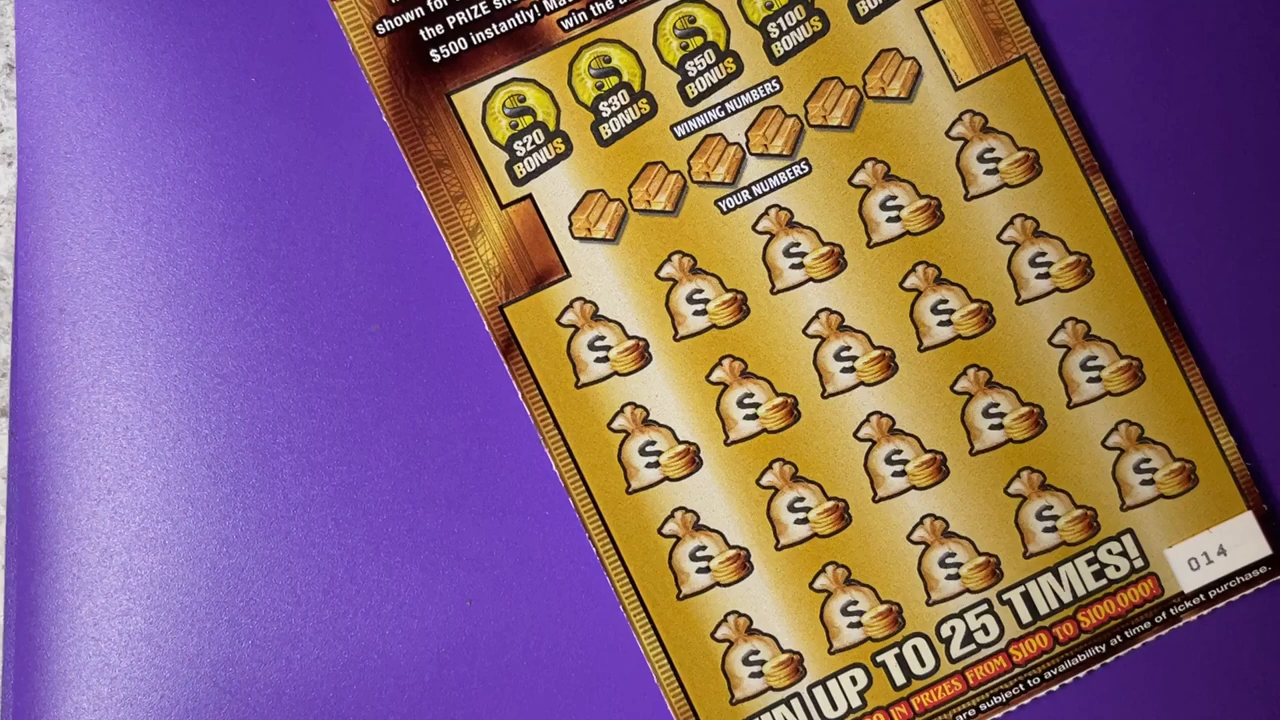 shown for
the PRIZE
$500 instantly!
win the
$20
BONUS
$30
BONUS
$50
BONUS
$100
BONUS
WINNING NUMBERS
YOUR NUMBERS
UP TO 25 TIMES!
IN PRIZES FROM $100 TO $100,000!
are subject to availability at time of ticket purchase.
014